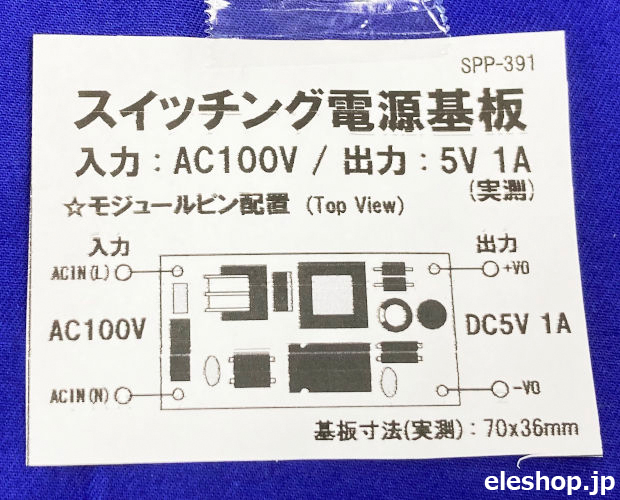 SPP-391
スイッチング電源基板
入力：AC100V / 出力：5V 1A
(実測)
☆モジュールピン配置 (Top View)
入力 出力
ACIN(L) +VO
AC100V DC5V 1A
ACIN(N) -VO
基板寸法(実測)：70x36mm
eleshop.jp